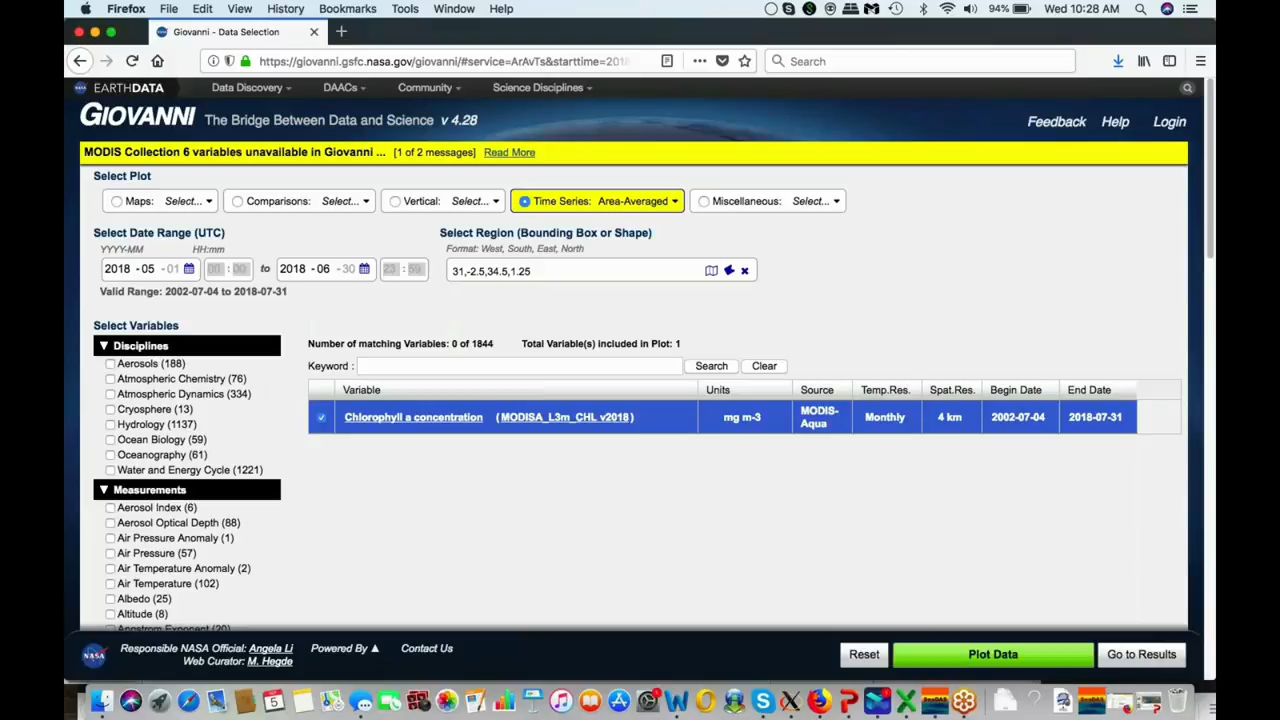 Firefox File Edit View History Bookmarks Tools Window Help 94% Wed 10:28 AM
Giovanni - Data Selection
https://giovanni.gsfc.nasa.gov/giovanni/#service=ArAvTs&starttime=2018 Search
EARTHDATA Data Discovery DAACs Community Science Disciplines
GIOVANNI The Bridge Between Data and Science v 4.28 Feedback Help Login
MODIS Collection 6 variables unavailable in Giovanni ... [1 of 2 messages] Read More
Select Plot
Maps: Select... Comparisons: Select... Vertical: Select... Time Series: Area-Averaged Miscellaneous: Select...
Select Date Range (UTC) Select Region (Bounding Box or Shape)
YYYY-MM HH:mm Format: West, South, East, North
2018 - 05 - 01 00 : 00 to 2018 - 06 - 30 23 : 59 31,-2.5,34.5,1.25
Valid Range: 2002-07-04 to 2018-07-31
Select Variables
Disciplines Number of matching Variables: 0 of 1844 Total Variable(s) included in Plot: 1
Aerosols (188) Keyword : Search Clear
Atmospheric Chemistry (76)
Atmospheric Dynamics (334) Variable Units Source Temp.Res. Spat.Res. Begin Date End Date
Cryosphere (13) Chlorophyll a concentration (MODISA_L3m_CHL v2018) mg m-3 MODIS-Aqua Monthly 4 km 2002-07-04 2018-07-31
Hydrology (1137)
Ocean Biology (59)
Oceanography (61)
Water and Energy Cycle (1221)
Measurements
Aerosol Index (6)
Aerosol Optical Depth (88)
Air Pressure Anomaly (1)
Air Pressure (57)
Air Temperature Anomaly (2)
Air Temperature (102)
Albedo (25)
Altitude (8)
Angstrom Exponent (20)
Responsible NASA Official: Angela Li Powered By Contact Us
Web Curator: M. Hegde Reset Plot Data Go to Results